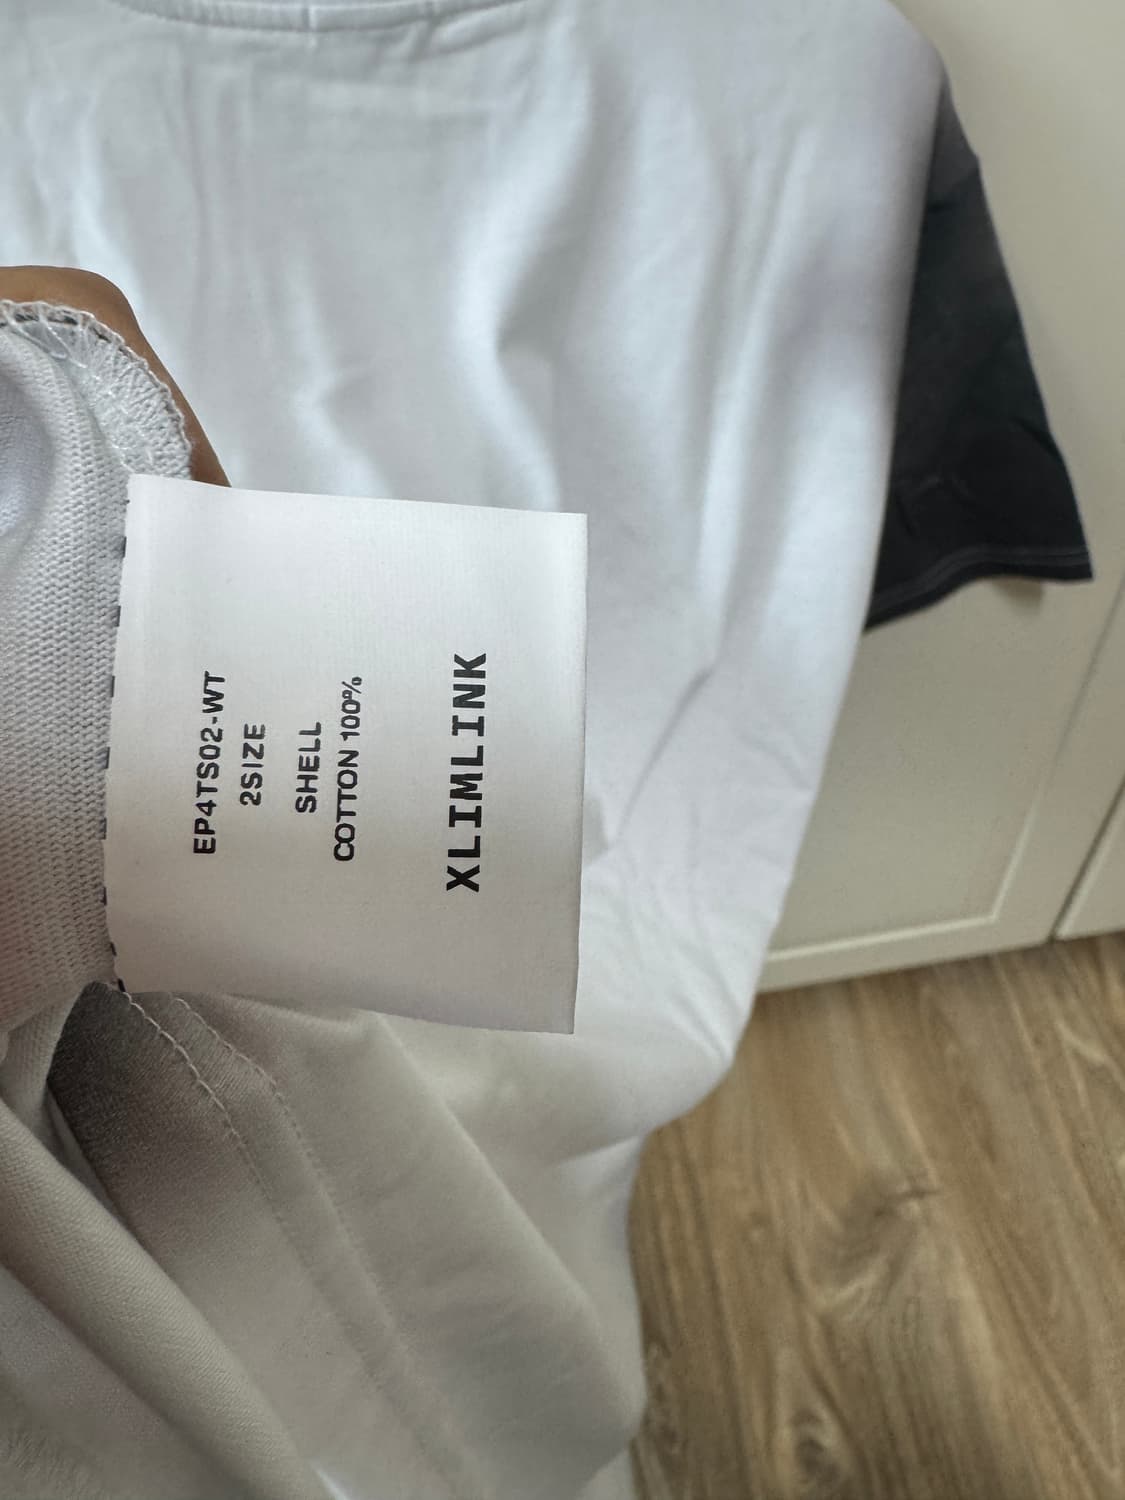 EP4TS02-WT
2SIZE
SHELL
COTTON 100%
XLIMLINK